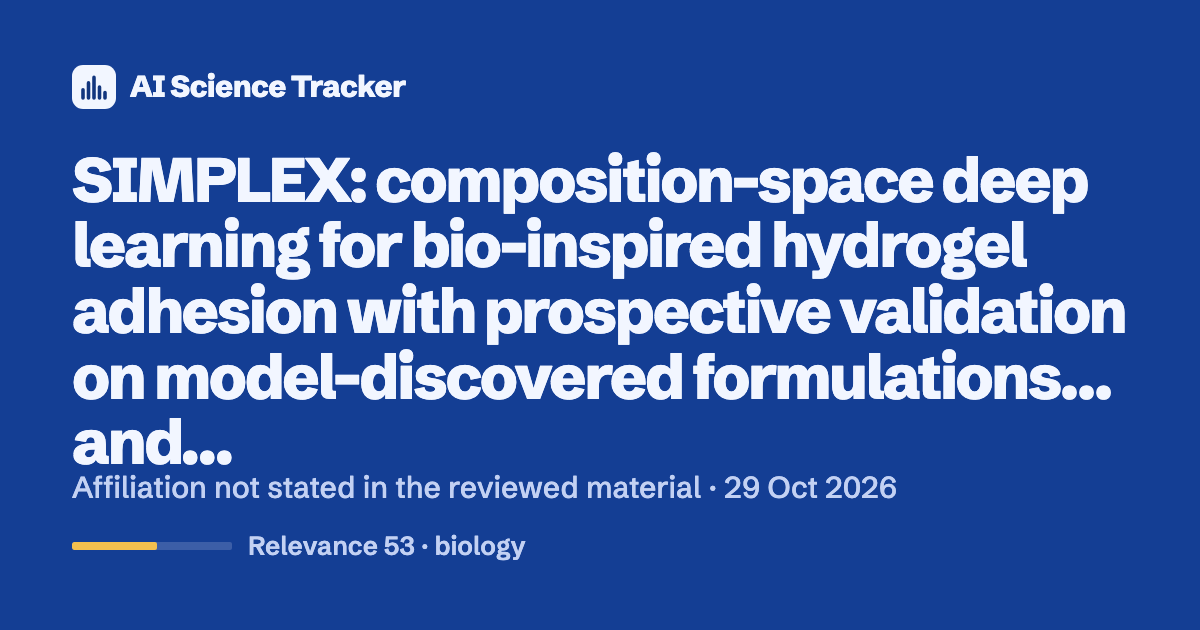 AI Science Tracker
SIMPLEX: composition-space deep
learning for bio-inspired hydrogel
adhesion with prospective validation
on model-discovered formulations...
and...
Affiliation not stated in the reviewed material · 29 Oct 2026
Relevance 53 · biology